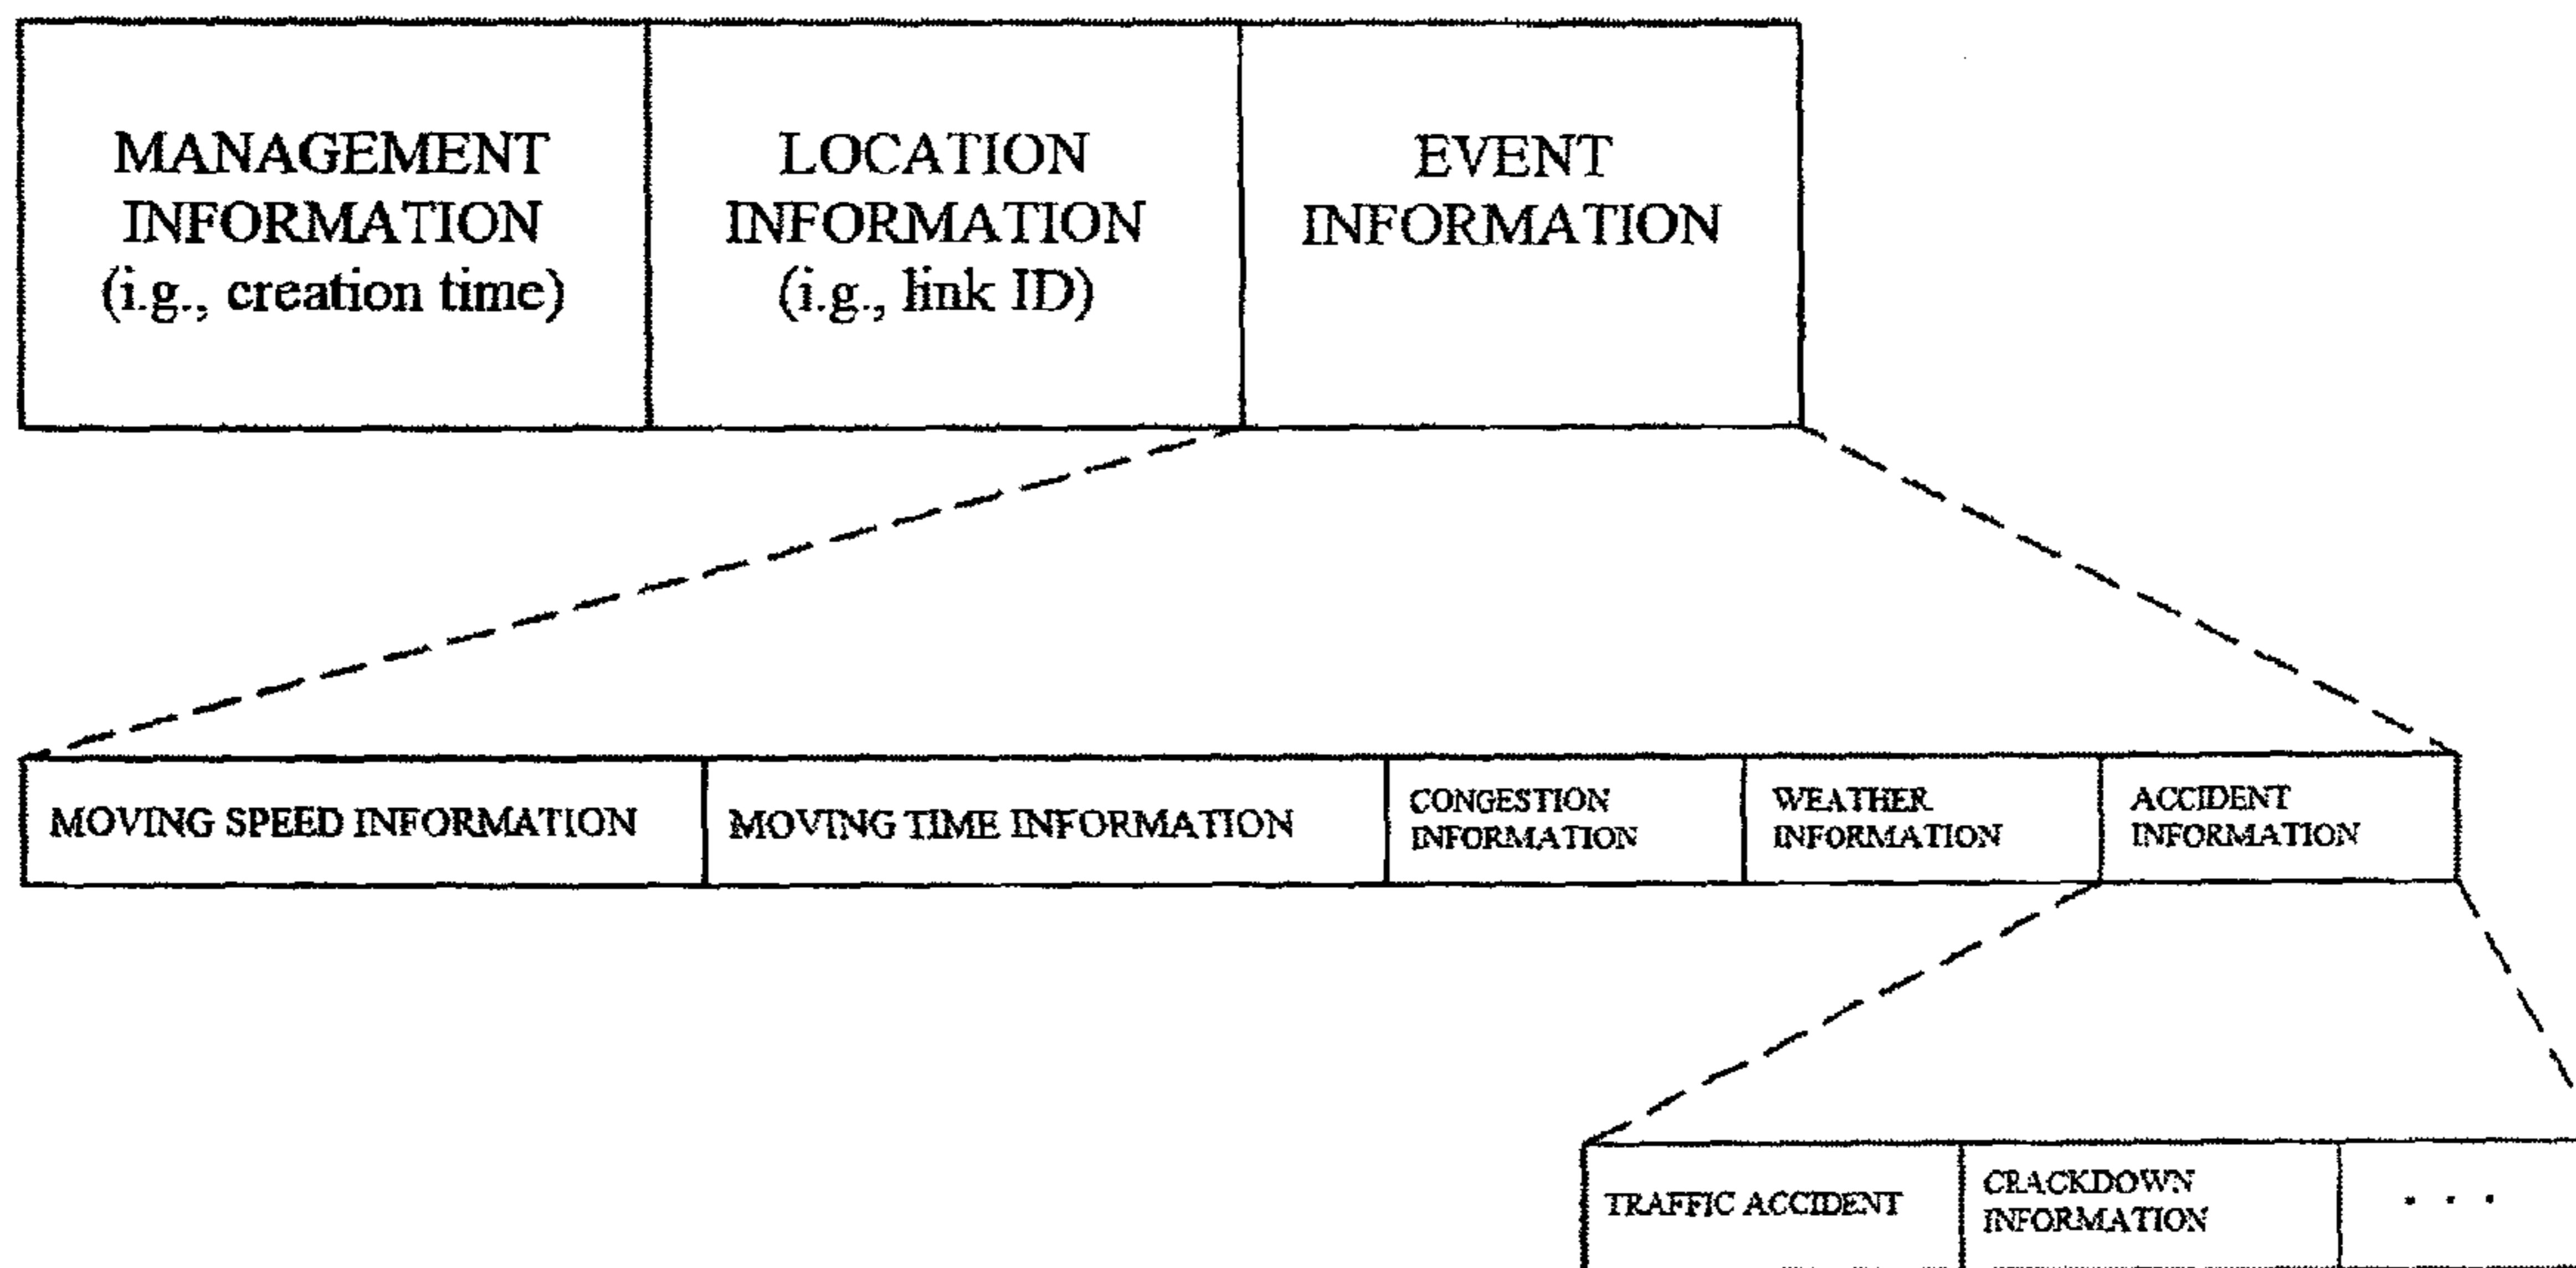 MANAGEMENT
INFORMATION
(i.g., creation time)
LOCATION
INFORMATION
(i.g., link ID)
EVENT
INFORMATION
MOVING SPEED INFORMATION
MOVING TIME INFORMATION
CONGESTION
INFORMATION
WEATHER
INFORMATION
ACCIDENT
INFORMATION
TRAFFIC ACCIDENT
CRACKDOWN
INFORMATION
. . .